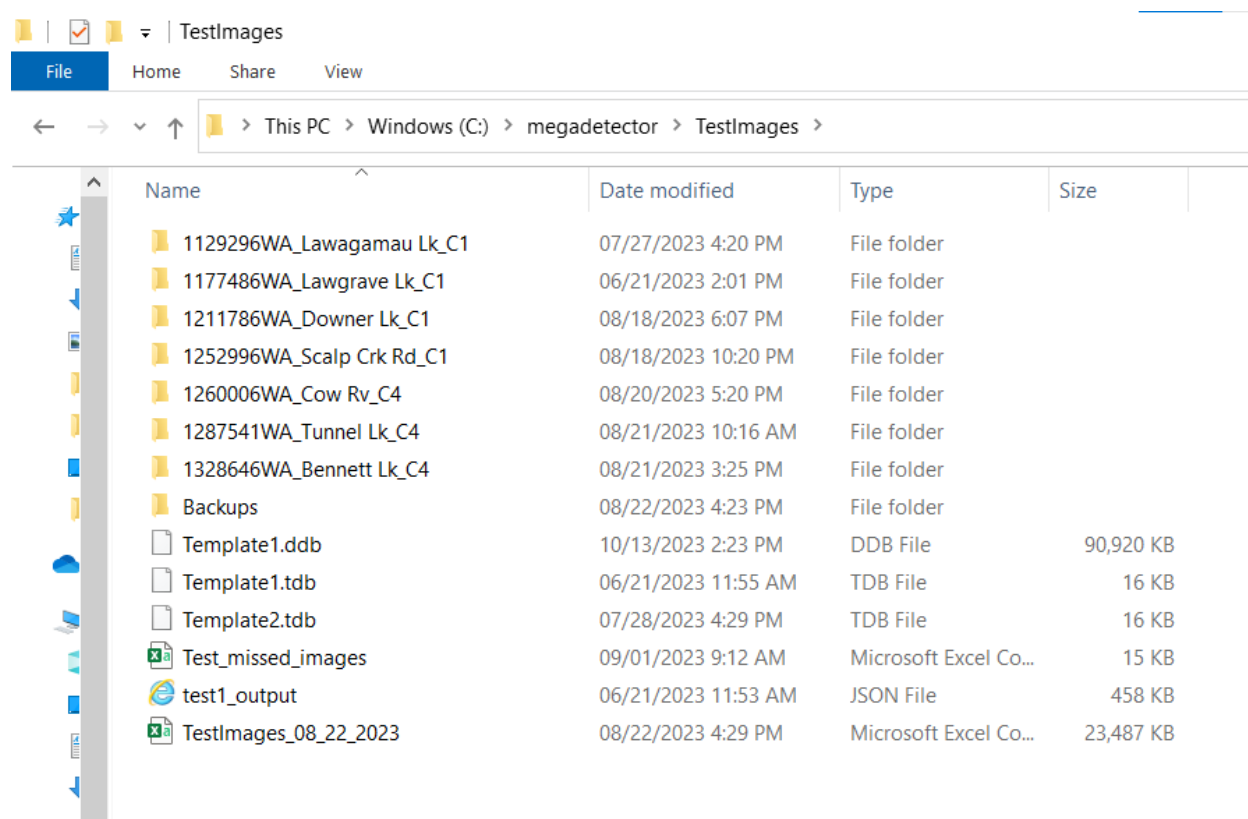 TestImages
File Home Share View
This PC > Windows (C:) > megadetector > TestImages >
Name Date modified Type Size
1129296WA_Lawagamau Lk_C1 07/27/2023 4:20 PM File folder
1177486WA_Lawgrave Lk_C1 06/21/2023 2:01 PM File folder
1211786WA_Downer Lk_C1 08/18/2023 6:07 PM File folder
1252996WA_Scalp Crk Rd_C1 08/18/2023 10:20 PM File folder
1260006WA_Cow Rv_C4 08/20/2023 5:20 PM File folder
1287541WA_Tunnel Lk_C4 08/21/2023 10:16 AM File folder
1328646WA_Bennett Lk_C4 08/21/2023 3:25 PM File folder
Backups 08/22/2023 4:23 PM File folder
Template1.ddb 10/13/2023 2:23 PM DDB File 90,920 KB
Template1.tdb 06/21/2023 11:55 AM TDB File 16 KB
Template2.tdb 07/28/2023 4:29 PM TDB File 16 KB
Test_missed_images 09/01/2023 9:12 AM Microsoft Excel Co... 15 KB
test1_output 06/21/2023 11:53 AM JSON File 458 KB
TestImages_08_22_2023 08/22/2023 4:29 PM Microsoft Excel Co... 23,487 KB